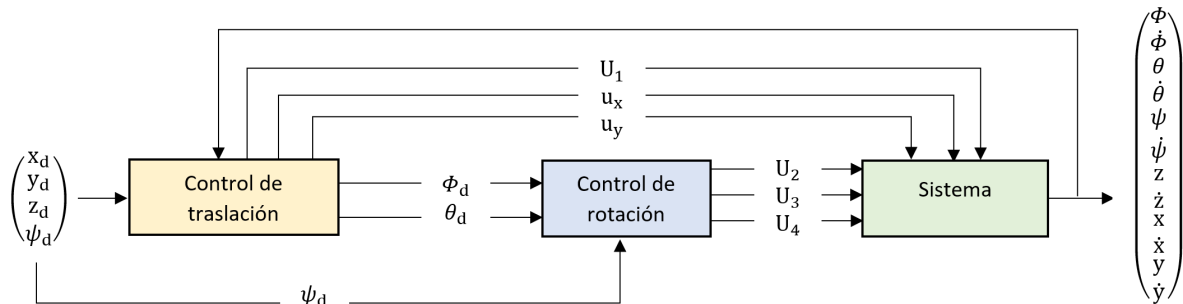 U₁
uₓ
u_y
x_d
y_d
z_d
ψ_d
Control de
traslación
Φ_d
θ_d
Control de
rotación
U₂
U₃
U₄
Sistema
ψ_d
Φ
Φ̇
θ
θ̇
ψ
ψ̇
z
ż
x
ẋ
y
ẏ